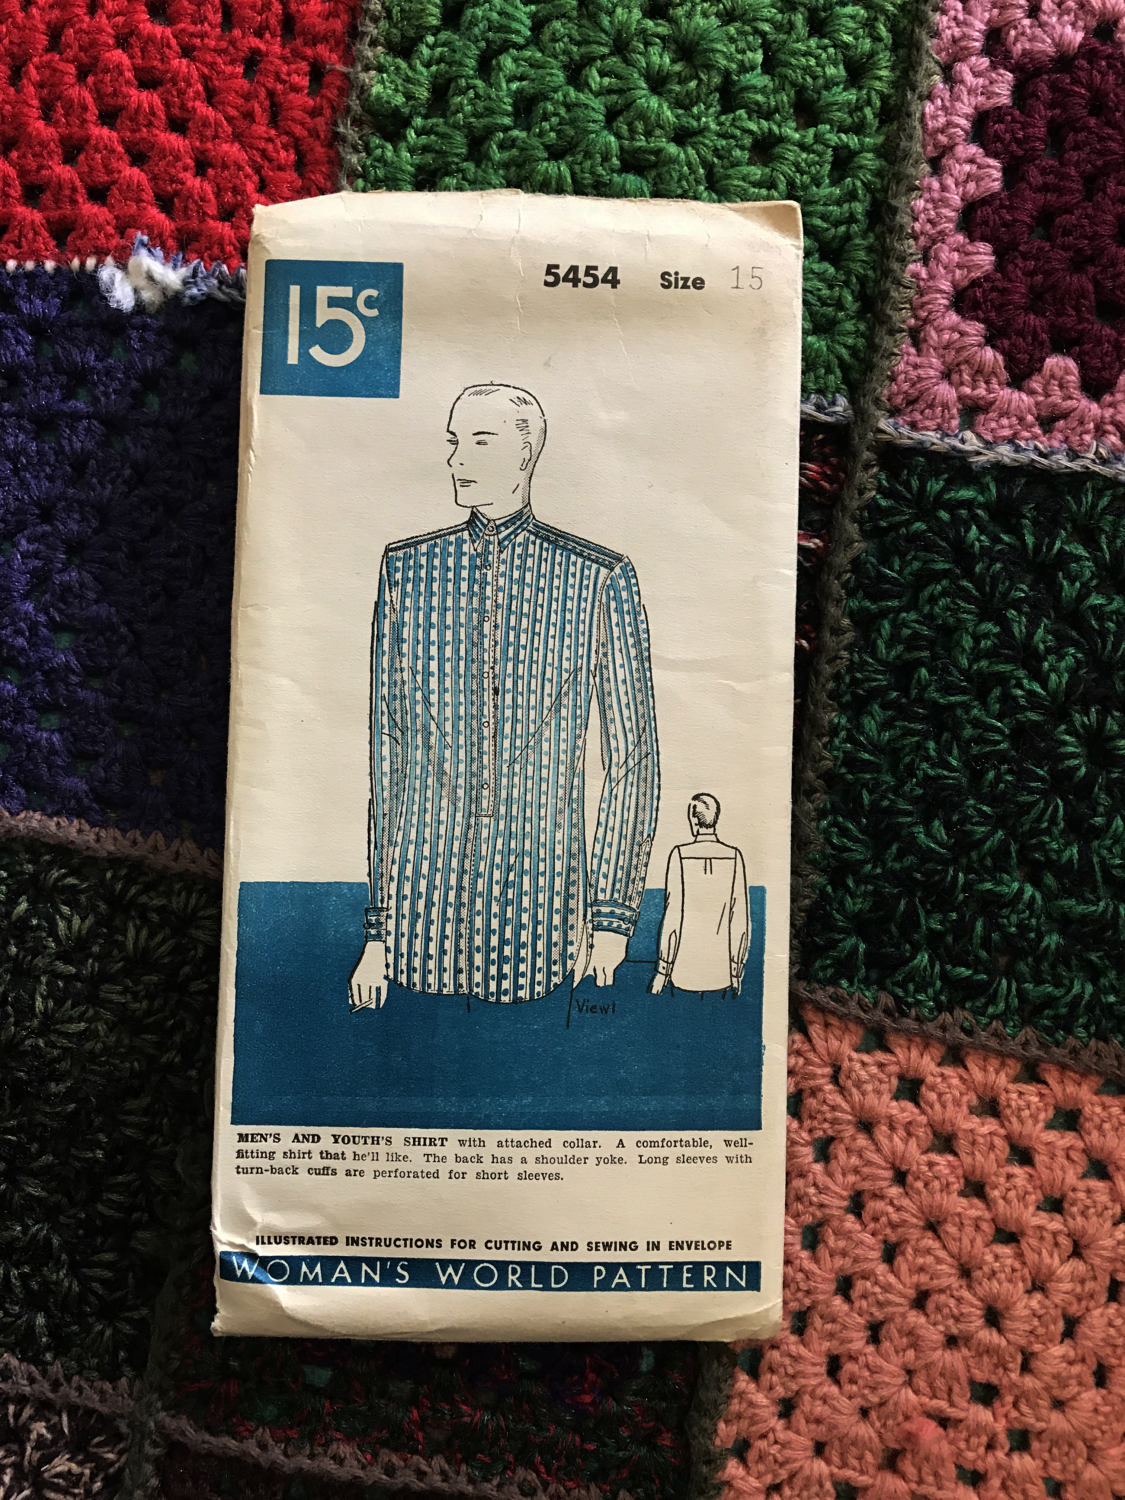 15c
5454 Size 15
View I
MEN'S AND YOUTH'S SHIRT with attached collar. A comfortable, well-
fitting shirt that he'll like. The back has a shoulder yoke. Long sleeves with
turn-back cuffs are perforated for short sleeves.
ILLUSTRATED INSTRUCTIONS FOR CUTTING AND SEWING IN ENVELOPE
WOMAN'S WORLD PATTERN